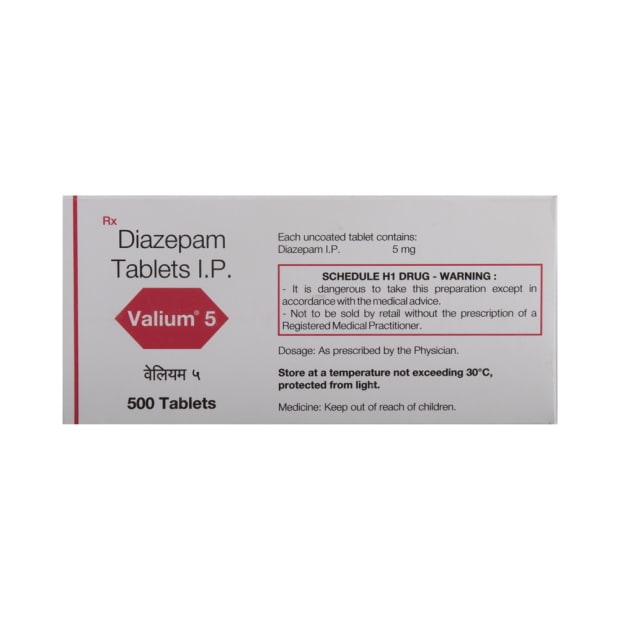 Rx
Diazepam
Tablets I.P.
Valium® 5
वेलियम ५
500 Tablets
Each uncoated tablet contains:
Diazepam I.P. 5 mg
SCHEDULE H1 DRUG - WARNING :
- It is dangerous to take this preparation except in
accordance with the medical advice.
- Not to be sold by retail without the prescription of a
Registered Medical Practitioner.
Dosage: As prescribed by the Physician.
Store at a temperature not exceeding 30°C,
protected from light.
Medicine: Keep out of reach of children.